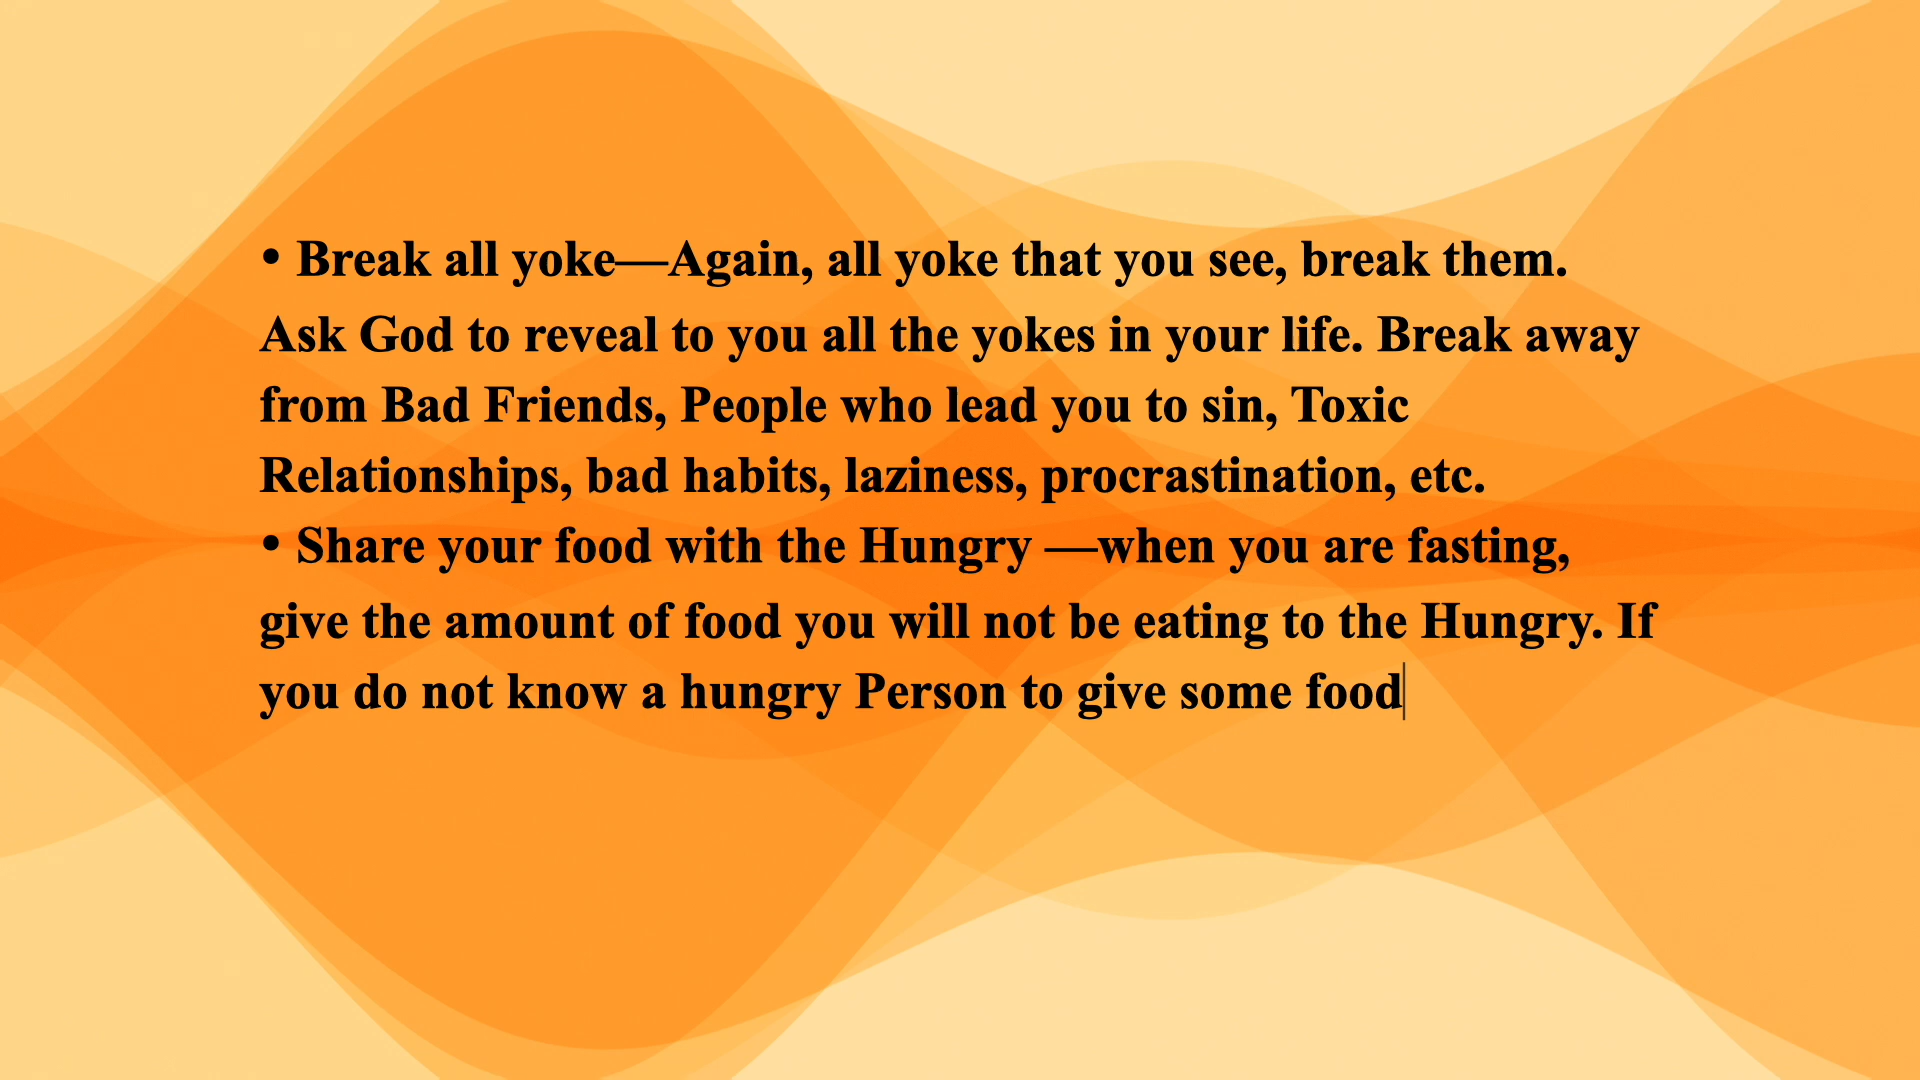 • Break all yoke—Again, all yoke that you see, break them.
Ask God to reveal to you all the yokes in your life. Break away
from Bad Friends, People who lead you to sin, Toxic
Relationships, bad habits, laziness, procrastination, etc.
• Share your food with the Hungry —when you are fasting,
give the amount of food you will not be eating to the Hungry. If
you do not know a hungry Person to give some food